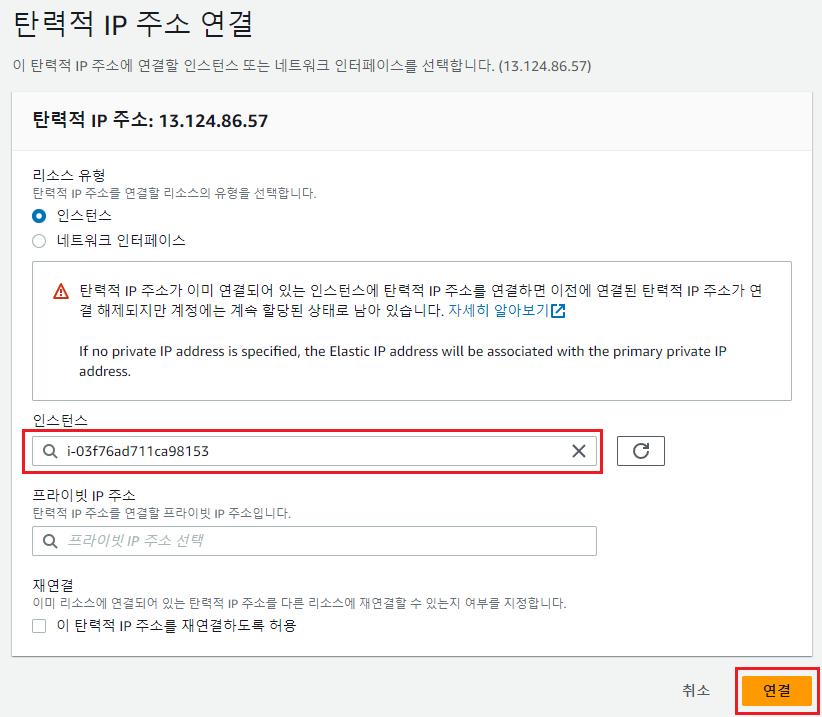 탄력적 IP 주소 연결
이 탄력적 IP 주소에 연결할 인스턴스 또는 네트워크 인터페이스를 선택합니다. (13.124.86.57)
탄력적 IP 주소: 13.124.86.57
리소스 유형
탄력적 IP 주소를 연결할 리소스의 유형을 선택합니다.
인스턴스
네트워크 인터페이스
탄력적 IP 주소가 이미 연결되어 있는 인스턴스에 탄력적 IP 주소를 연결하면 이전에 연결된 탄력적 IP 주소가 연
결 해제되지만 계정에는 계속 할당된 상태로 남아 있습니다. 자세히 알아보기
If no private IP address is specified, the Elastic IP address will be associated with the primary private IP
address.
인스턴스
i-03f76ad711ca98153
프라이빗 IP 주소
탄력적 IP 주소를 연결할 프라이빗 IP 주소입니다.
프라이빗 IP 주소 선택
재연결
이미 리소스에 연결되어 있는 탄력적 IP 주소를 다른 리소스에 재연결할 수 있는지 여부를 지정합니다.
이 탄력적 IP 주소를 재연결하도록 허용
취소
연결